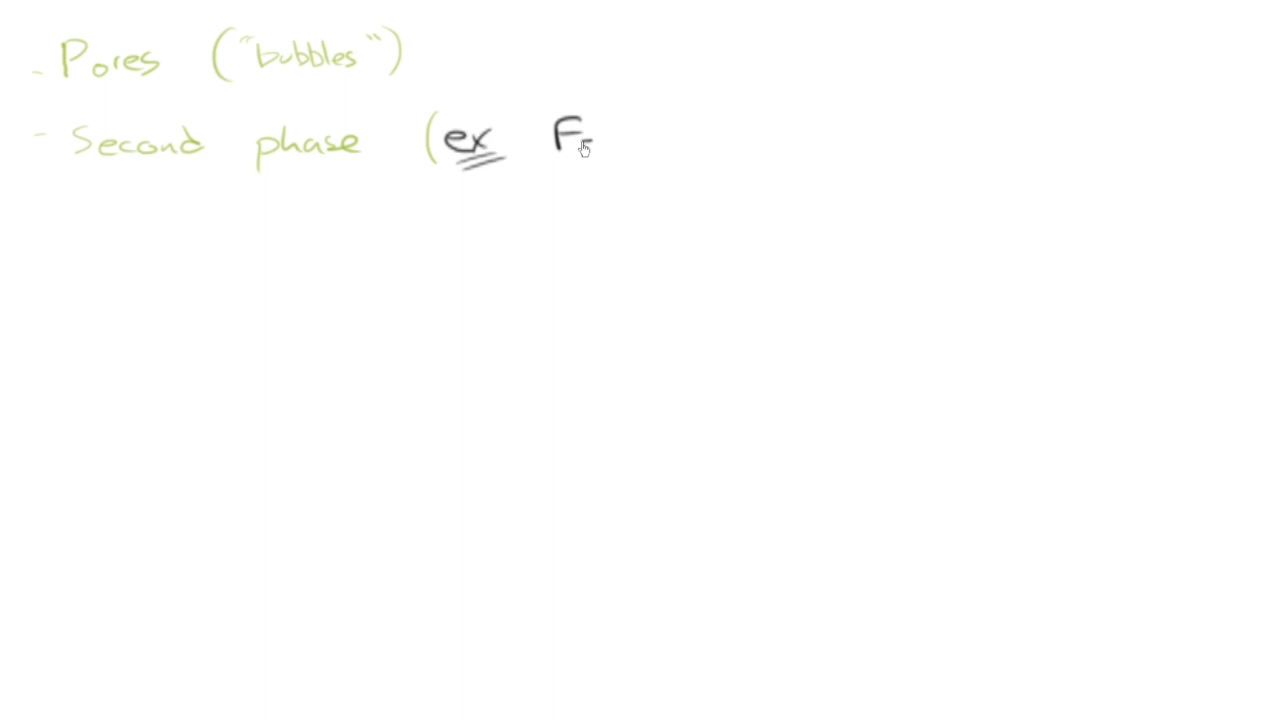 - Pores ("bubbles")
- Second phase (ex F